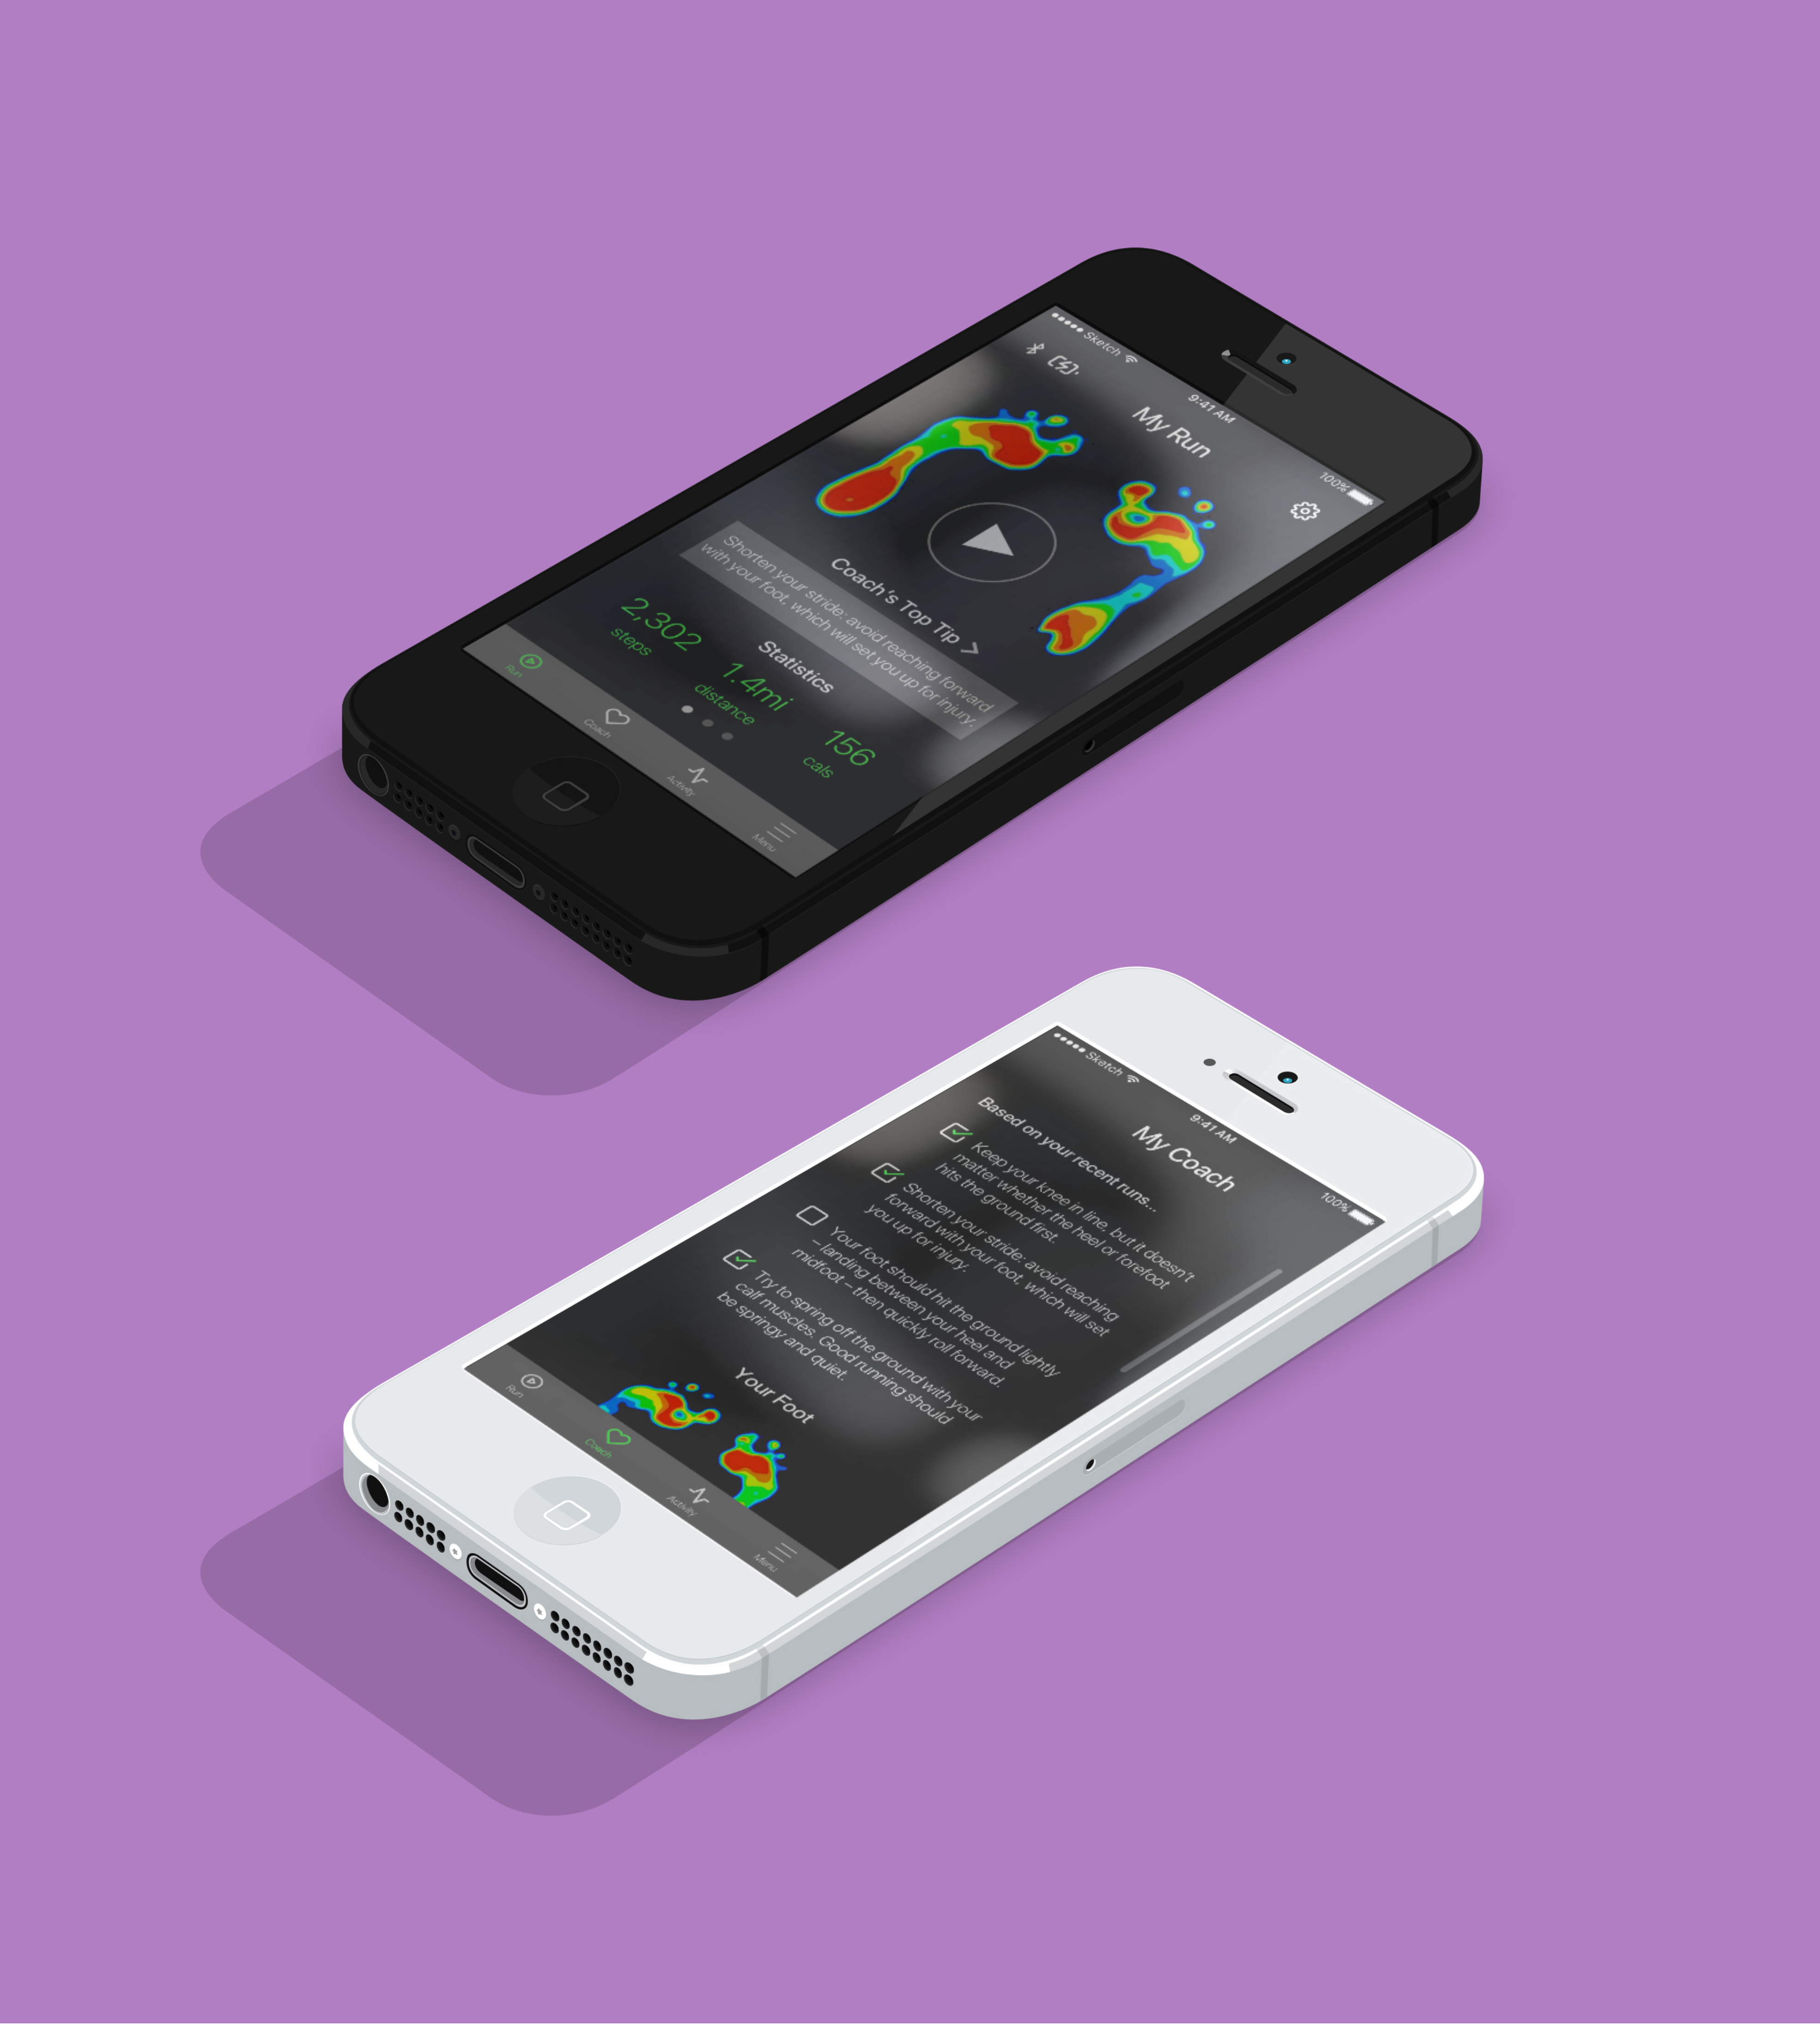 Sketch
9:41 AM
100%
My Run
Coach's Top Tip
Shorten your stride: avoid reaching forward
with your foot, which will set you up for injury.
Statistics
2,302
steps
1.4mi
distance
156
cals
Run
Coach
Activity
Menu
Sketch
9:41 AM
100%
My Coach
Based on your recent runs...
Keep your knee in line, but it doesn't
matter whether the heel or forefoot
hits the ground first.
Shorten your stride: avoid reaching
forward with your foot, which will set
you up for injury.
Your foot should hit the ground lightly
– landing between your heel and
midfoot – then quickly roll forward.
Try to spring off the ground with your
calf muscles. Good running should
be springy and quiet.
Your Foot
Run
Coach
Activity
Menu